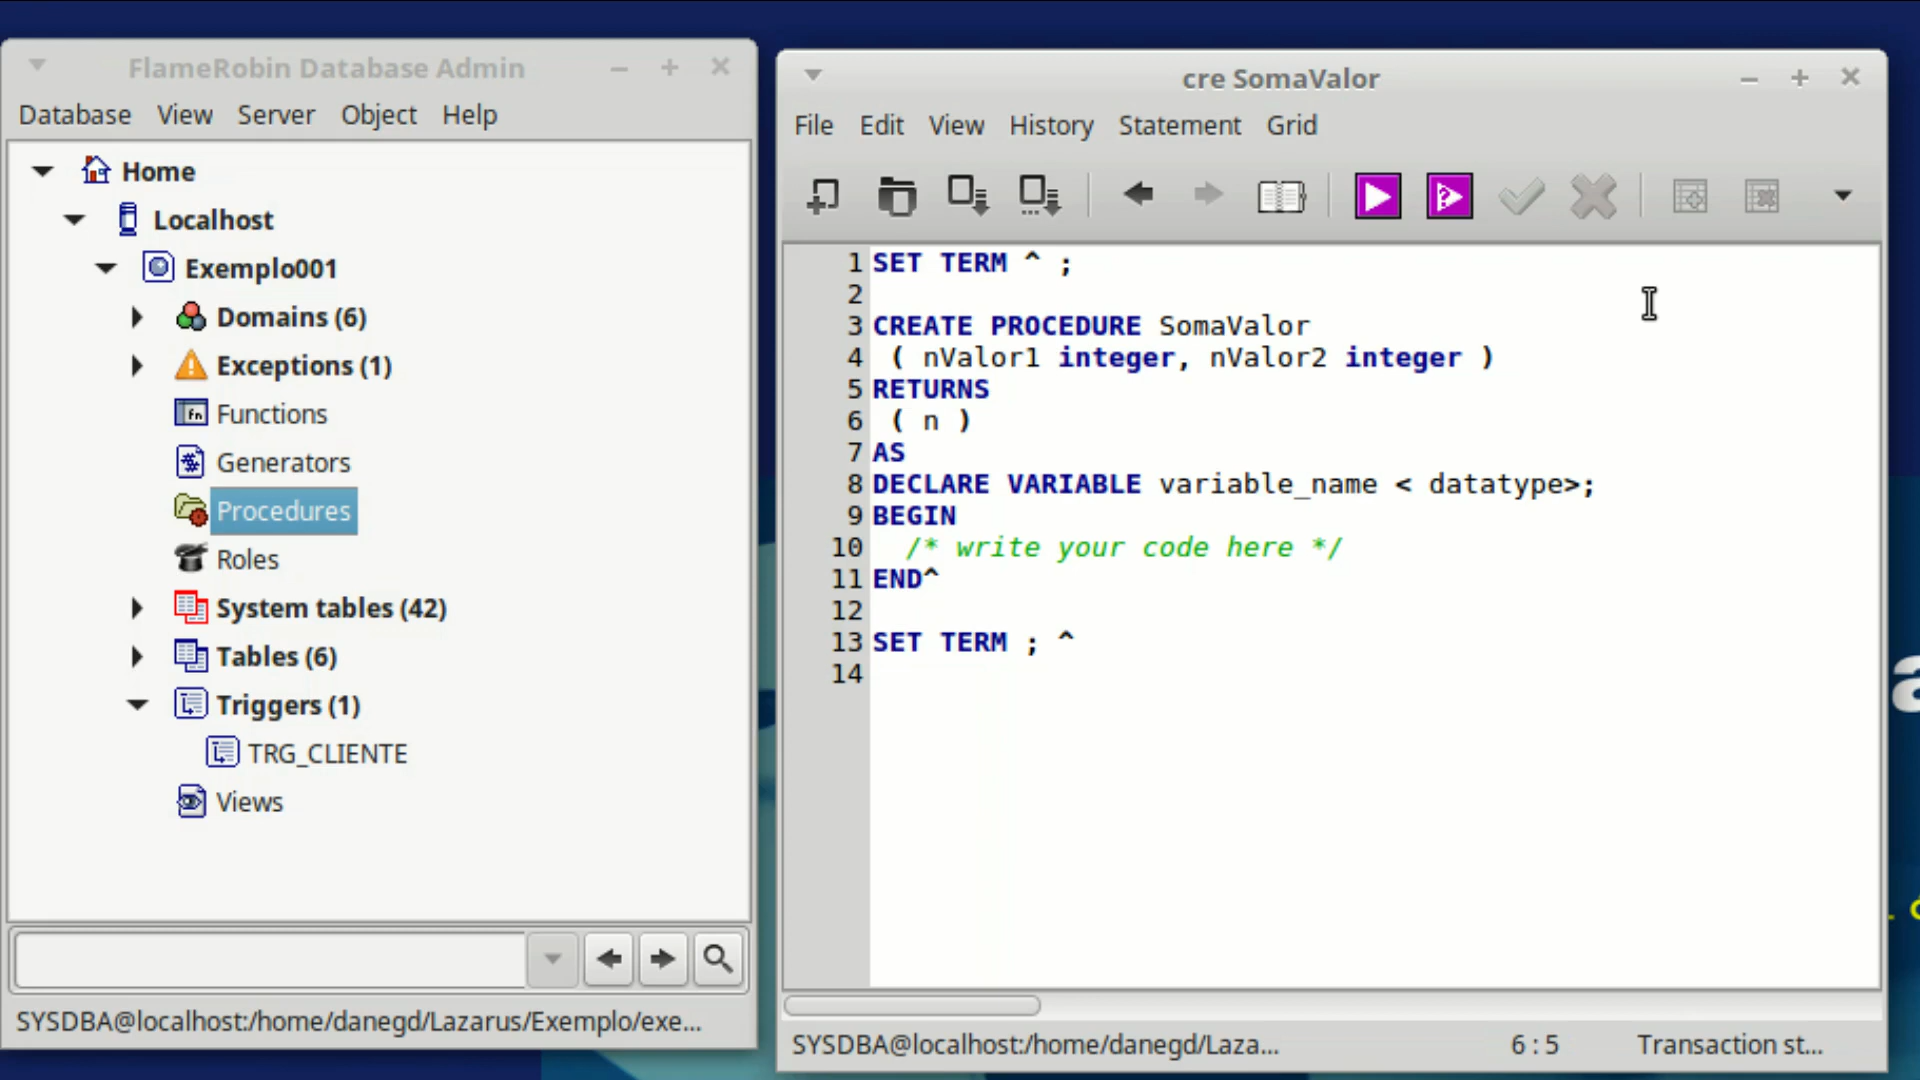 FlameRobin Database Admin
Database View Server Object Help
Home
Localhost
Exemplo001
Domains (6)
Exceptions (1)
Functions
Generators
Procedures
Roles
System tables (42)
Tables (6)
Triggers (1)
TRG_CLIENTE
Views
SYSDBA@localhost:/home/danegd/Lazarus/Exemplo/exe...
cre SomaValor
File Edit View History Statement Grid
1 SET TERM ^ ;
2
3 CREATE PROCEDURE SomaValor
4 ( nValor1 integer, nValor2 integer )
5 RETURNS
6 ( n )
7 AS
8 DECLARE VARIABLE variable_name < datatype>;
9 BEGIN
10 /* write your code here */
11 END^
12
13 SET TERM ; ^
14
SYSDBA@localhost:/home/danegd/Laza... 6 : 5 Transaction st...